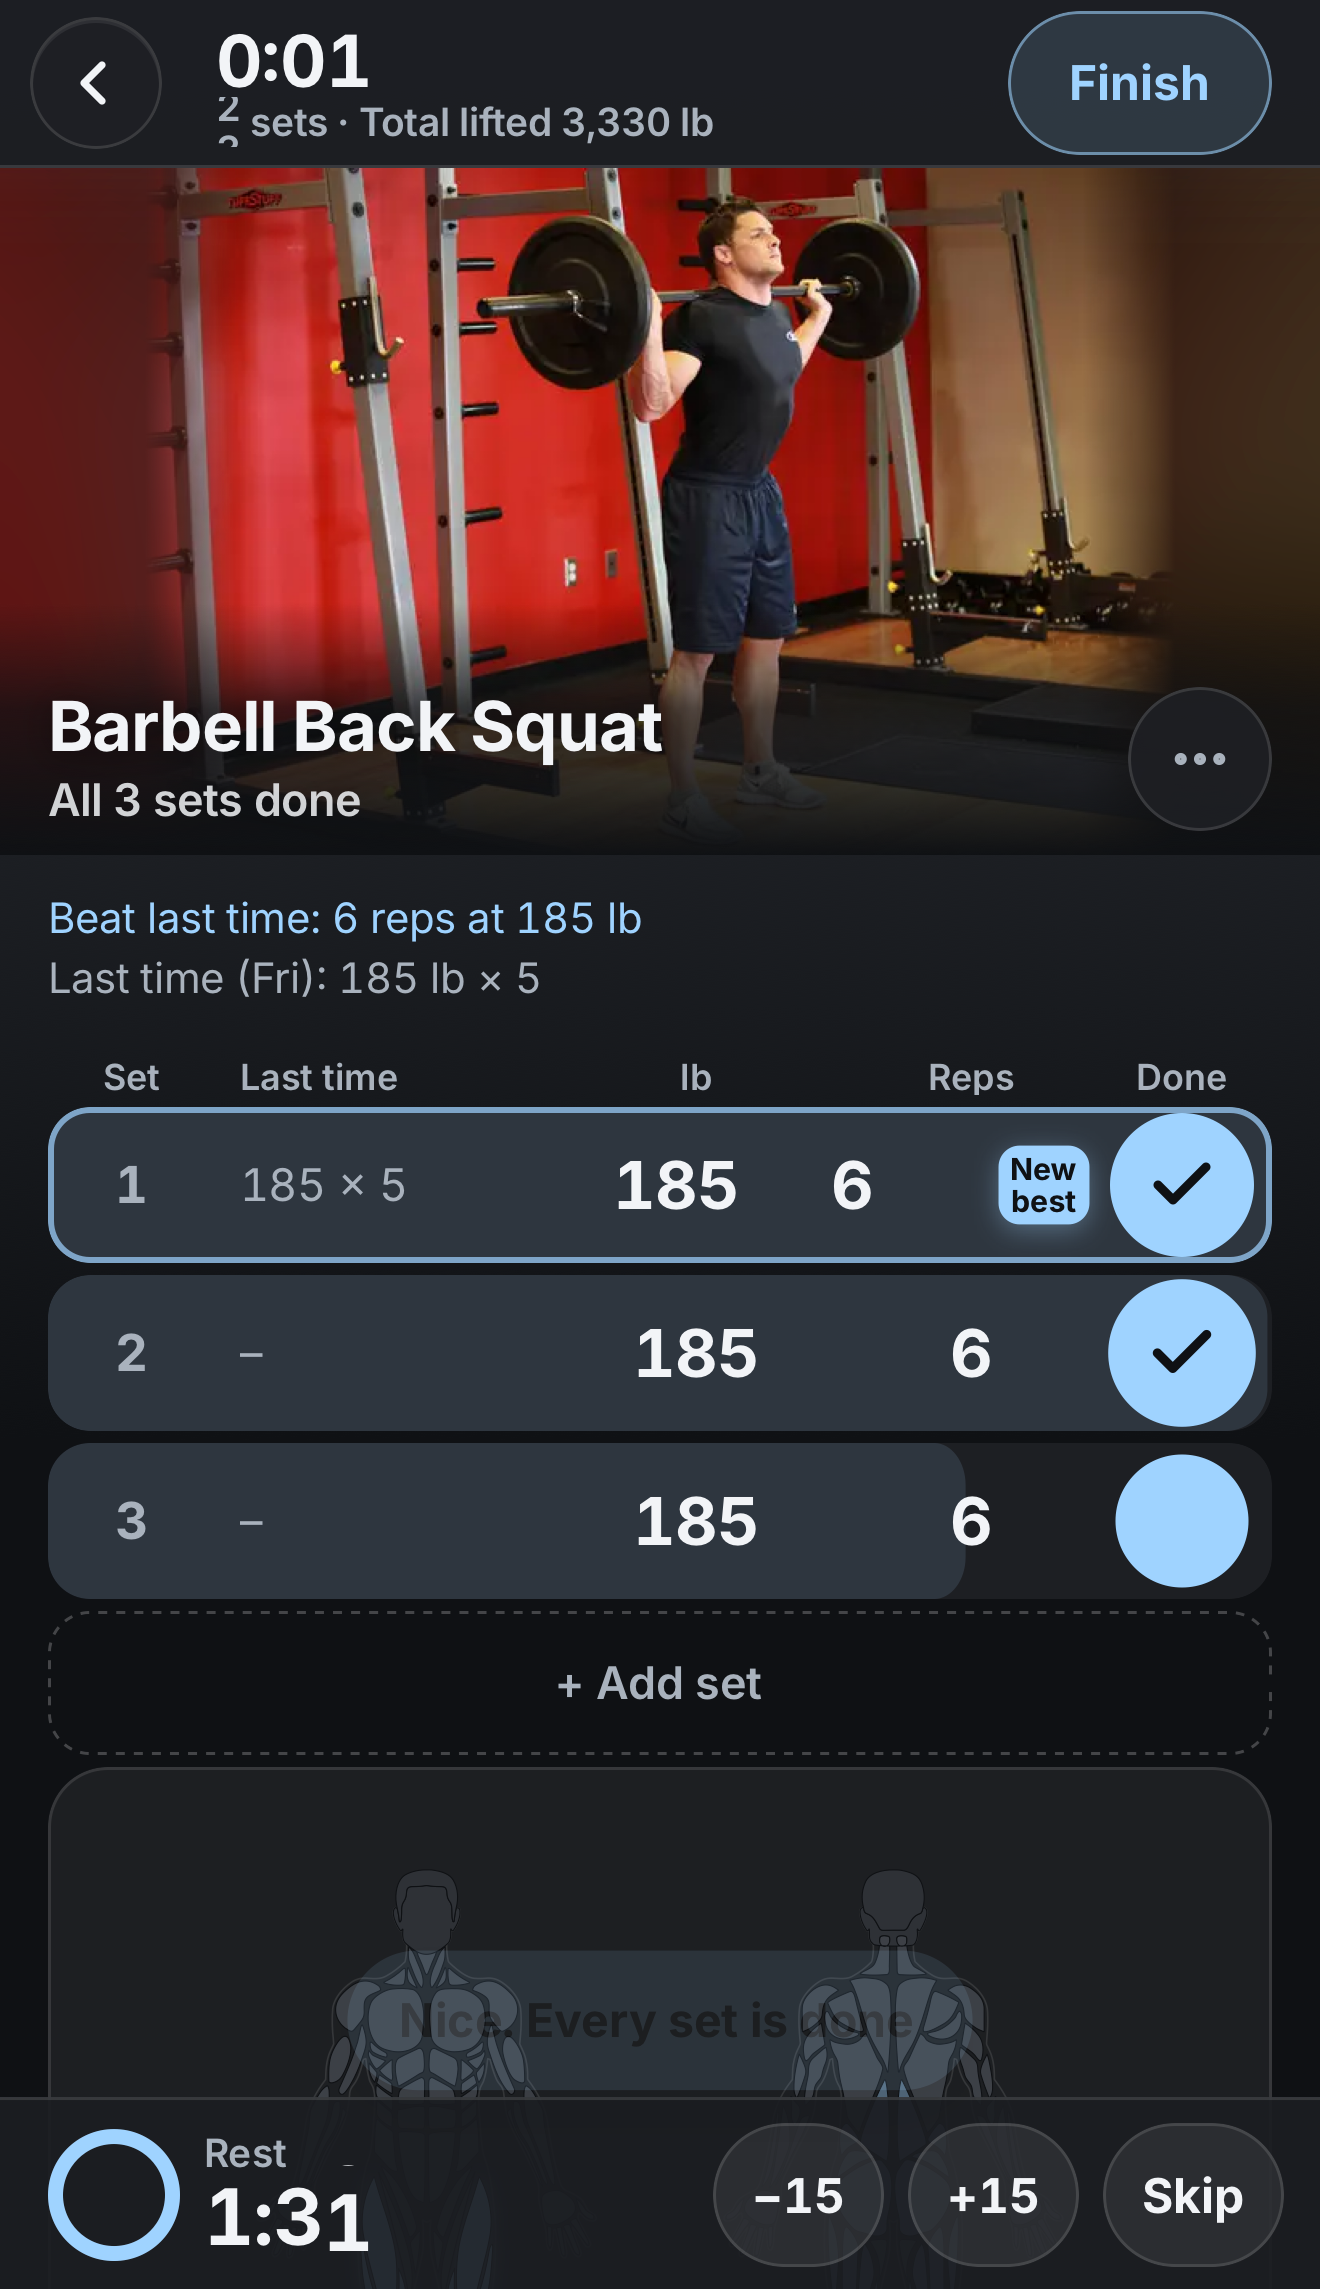 0:01
Finish
2 sets · Total lifted 3,330 lb
Barbell Back Squat
All 3 sets done
Beat last time: 6 reps at 185 lb
Last time (Fri): 185 lb × 5
Set Last time lb Reps Done
1 185 × 5 185 6 New best
2 – 185 6
3 – 185 6
+ Add set
Nice. Every set is done
Rest
1:31
−15 +15 Skip